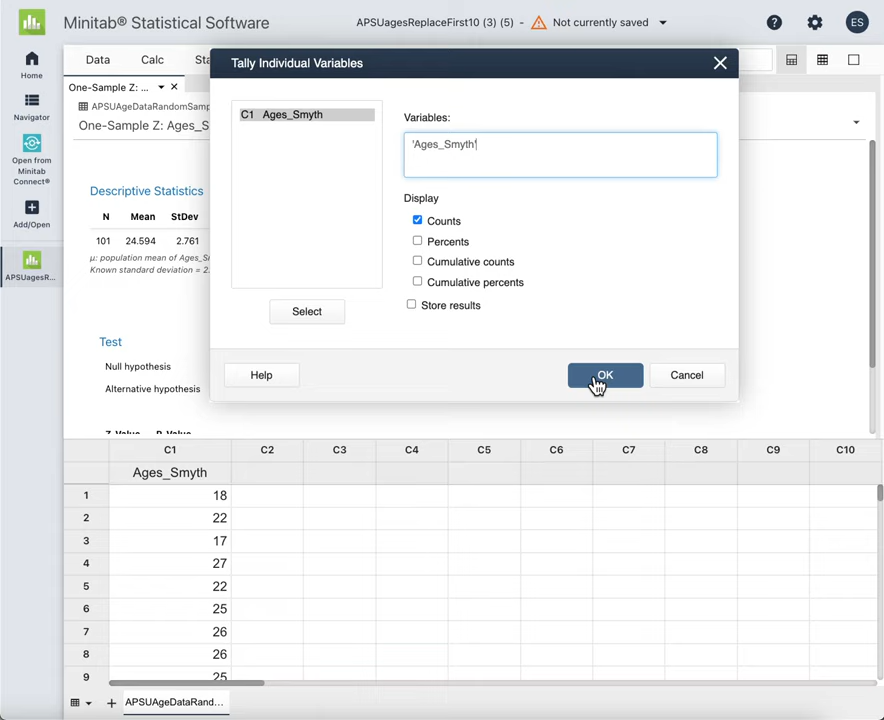 Minitab® Statistical Software
APSUagesReplaceFirst10 (3) (5) - Not currently saved
ES
Home
Navigator
Open from
Minitab
Connect®
Add/Open
APSUagesR...
Data Calc Sta
One-Sample Z: ...
APSUAgeDataRandomSamp
One-Sample Z: Ages_S
Descriptive Statistics
N Mean StDev
101 24.594 2.761
μ: population mean of Ages_S
Known standard deviation = 2.
Test
Null hypothesis
Alternative hypothesis
Z-Value P-Value
Tally Individual Variables
C1 Ages_Smyth
Select
Variables:
'Ages_Smyth'
Display
Counts
Percents
Cumulative counts
Cumulative percents
Store results
Help
OK
Cancel
C1 C2 C3 C4 C5 C6 C7 C8 C9 C10
Ages_Smyth
1 18
2 22
3 17
4 27
5 22
6 25
7 26
8 26
9 25
APSUAgeDataRand...